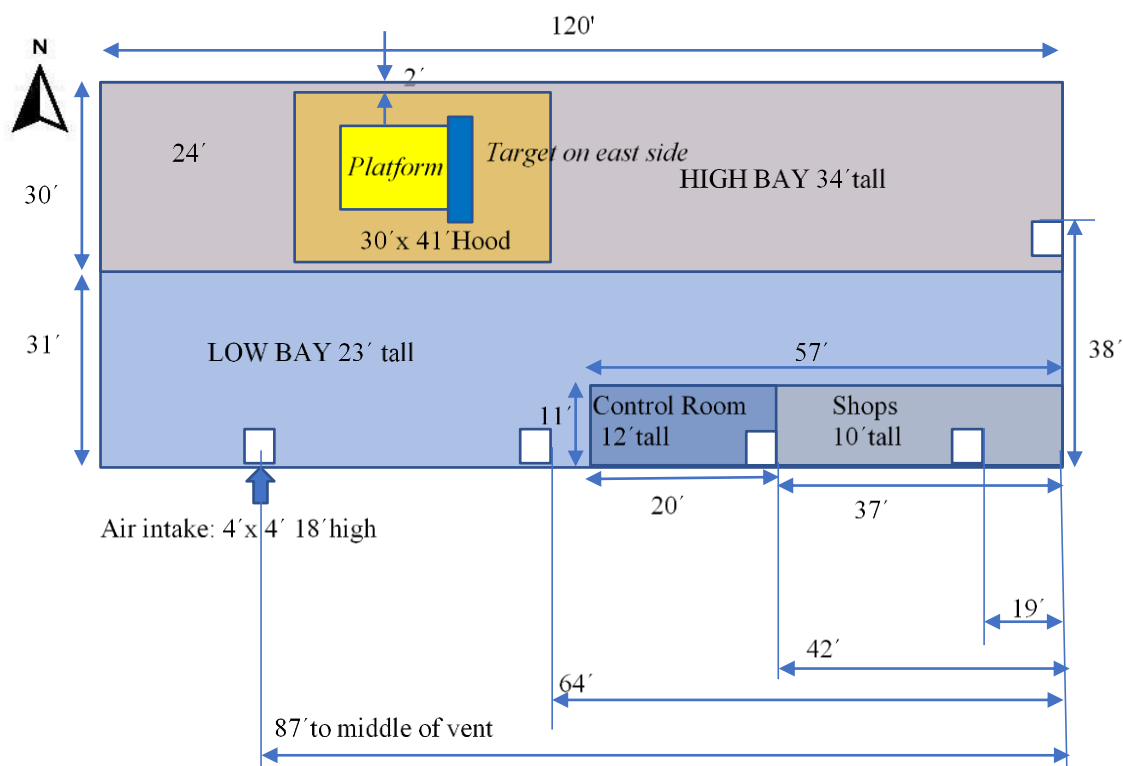 120'
N
2´
24´
Platform
Target on east side
HIGH BAY 34´tall
30´
30´x 41´Hood
31´
LOW BAY 23´ tall
57´
38´
11´
Control Room
12´tall
Shops
10´tall
20´
37´
Air intake: 4´x 4´ 18´high
19´
42´
64´
87´to middle of vent